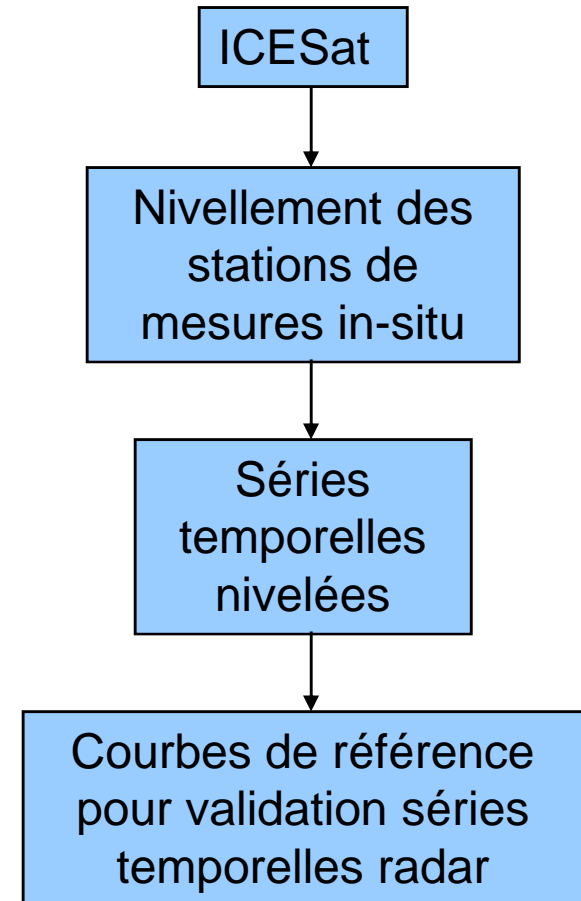 ICESat
Nivellement des
stations de
mesures in-situ
Séries
temporelles
nivelées
Courbes de référence
pour validation séries
temporelles radar